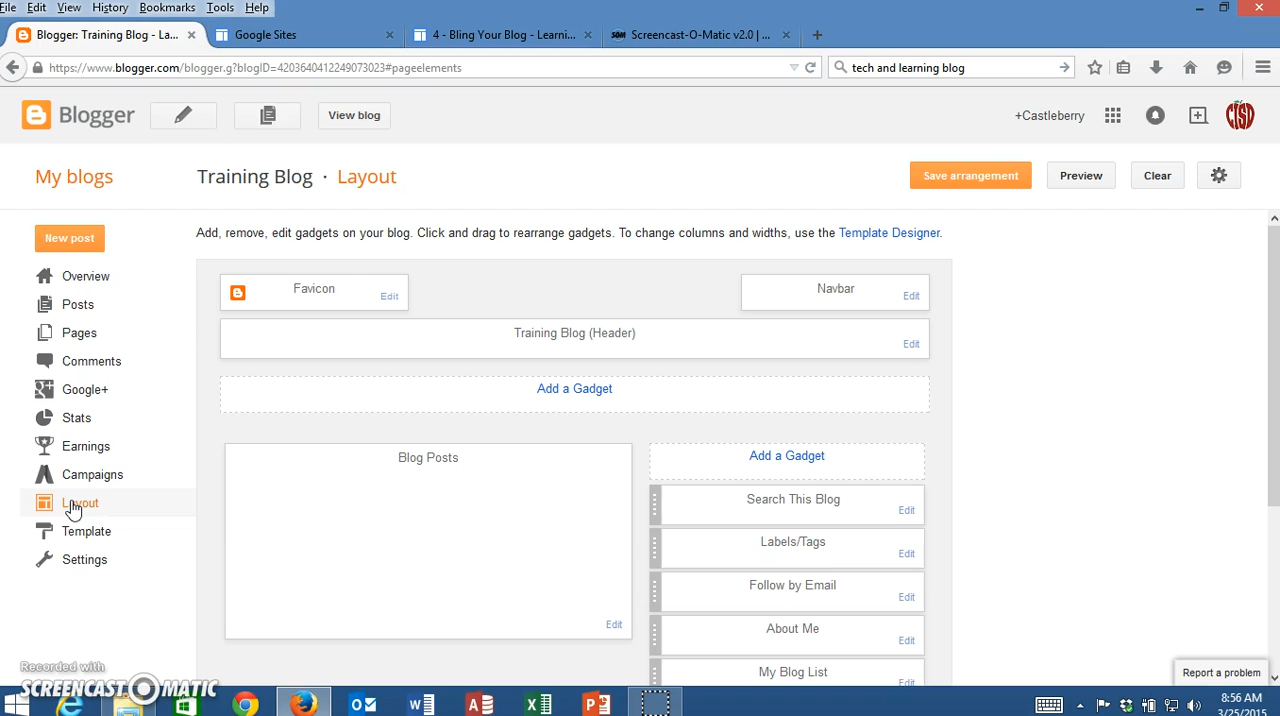 File Edit View History Bookmarks Tools Help
Blogger: Training Blog - La... Google Sites 4 - Bling Your Blog - Learni... SOM Screencast-O-Matic v2.0 | ...
https://www.blogger.com/blogger.g?blogID=4203640412249073023#pageelements tech and learning blog
Blogger View blog +Castleberry CISD
My blogs Training Blog · Layout Save arrangement Preview Clear
Add, remove, edit gadgets on your blog. Click and drag to rearrange gadgets. To change columns and widths, use the Template Designer.
New post
Overview
Posts
Pages
Comments
Google+
Stats
Earnings
Campaigns
Layout
Template
Settings
Favicon Edit
Navbar Edit
Training Blog (Header) Edit
Add a Gadget
Blog Posts Edit
Add a Gadget
Search This Blog Edit
Labels/Tags Edit
Follow by Email Edit
About Me Edit
My Blog List Edit
Report a problem
Recorded with
SCREENCAST MATIC
8:56 AM
3/25/2015